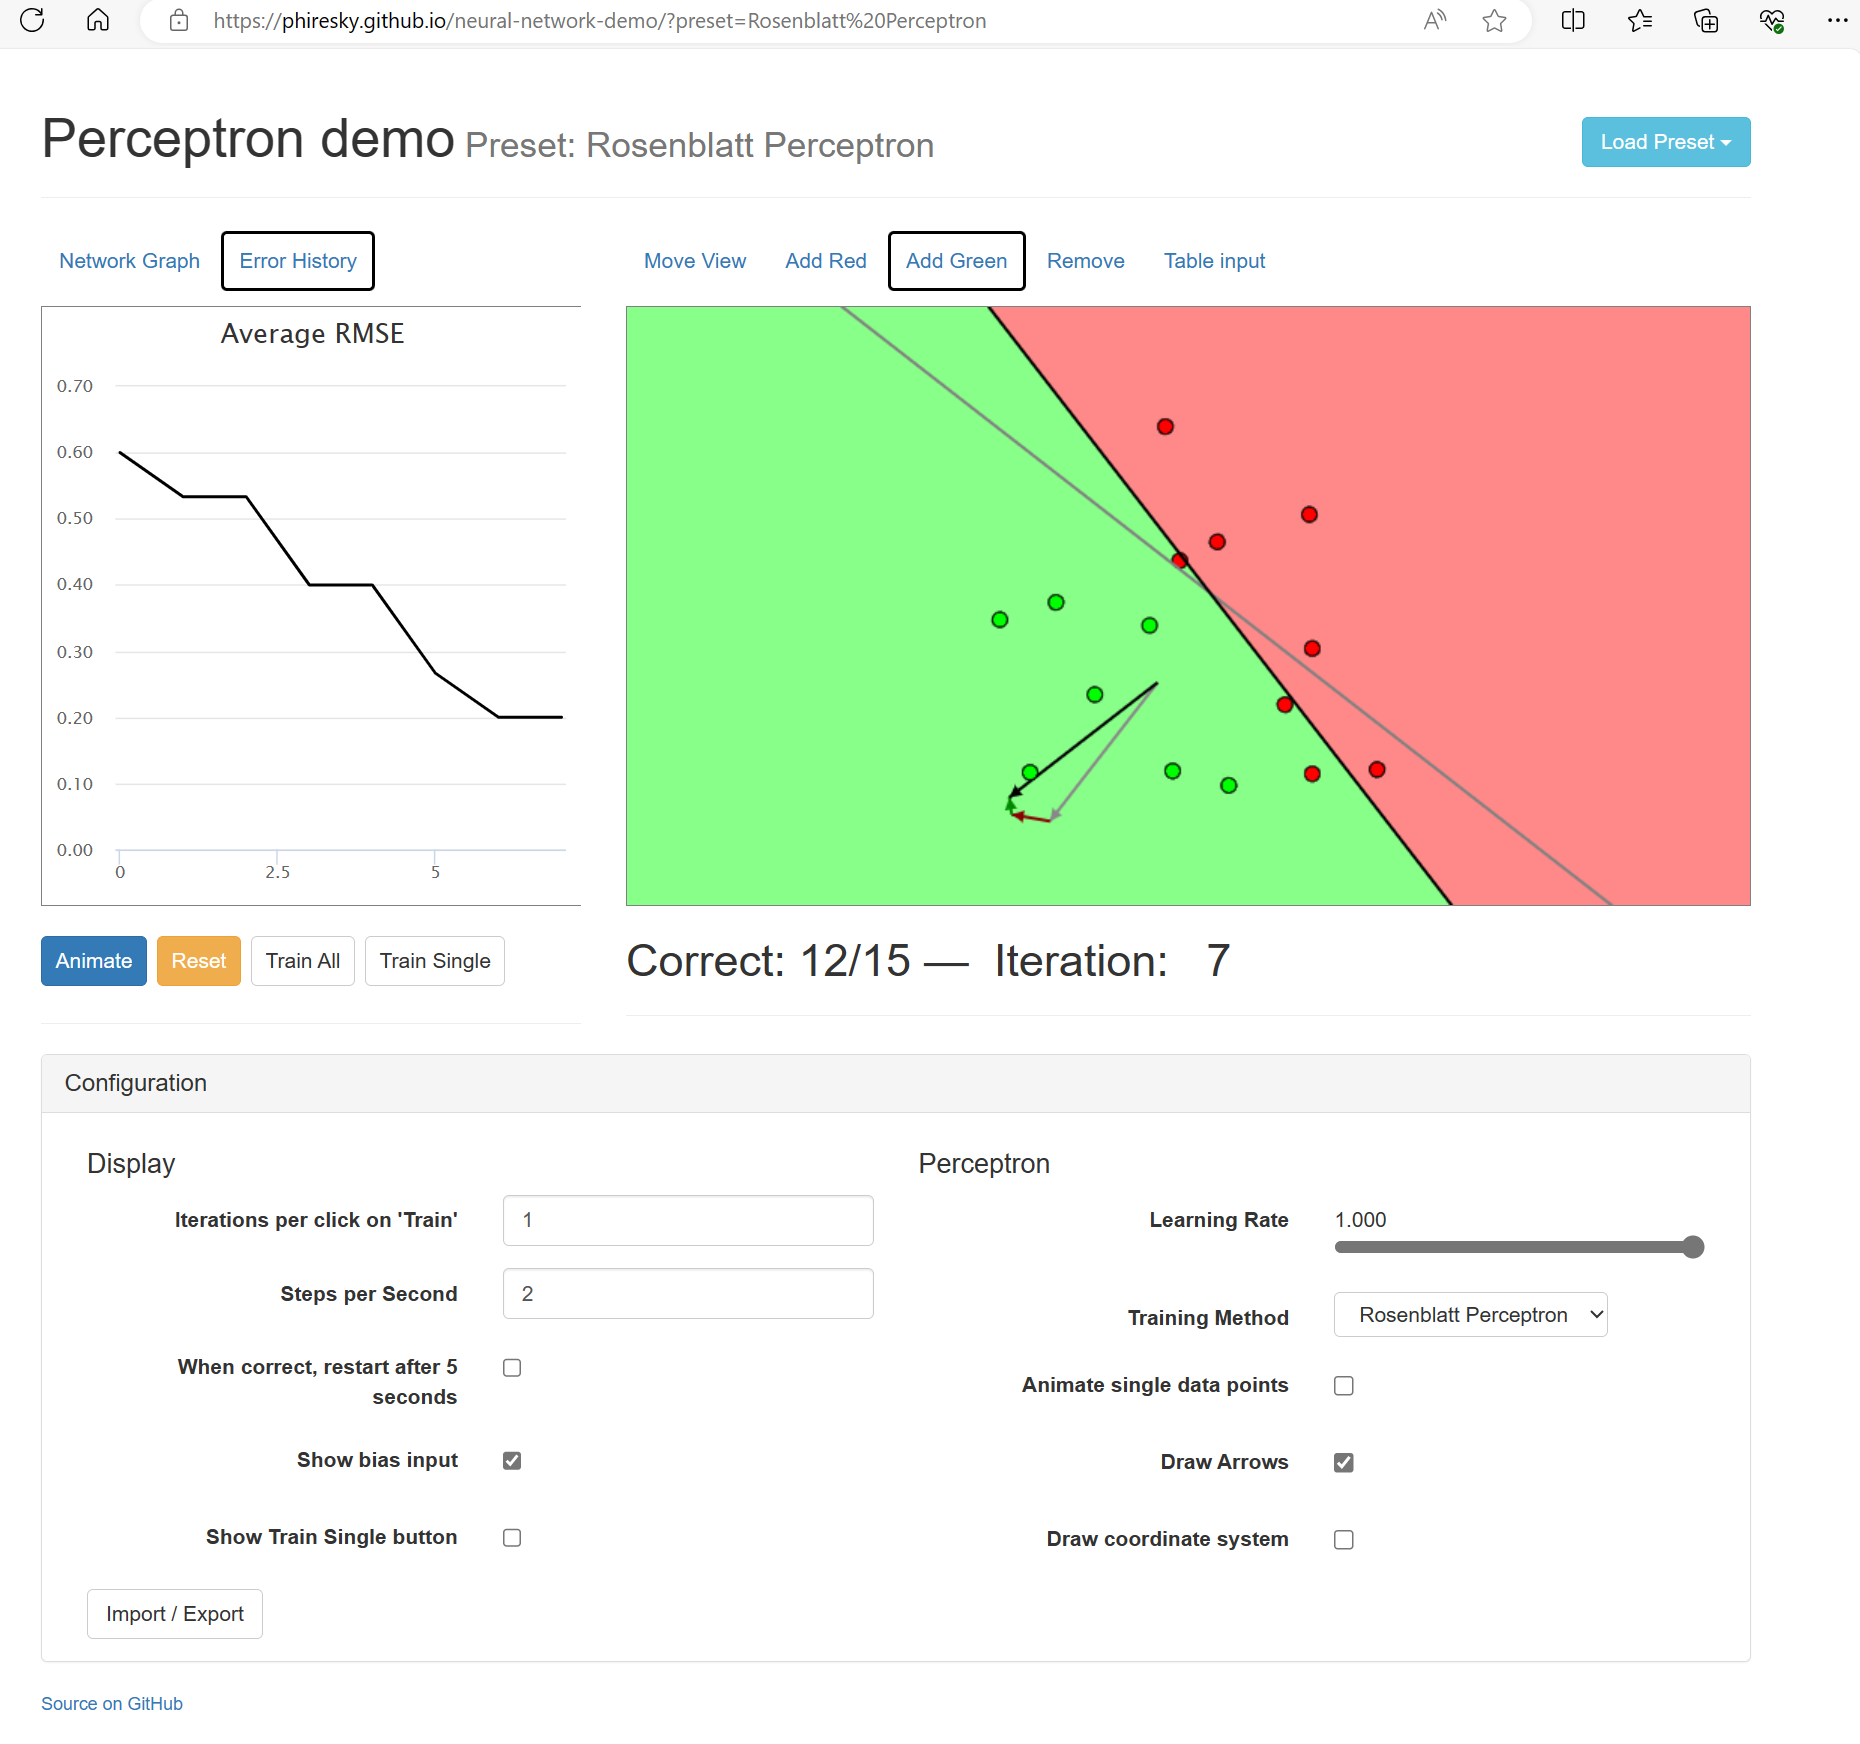 https://phiresky.github.io/neural-network-demo/?preset=Rosenblatt%20Perceptron
Perceptron demo Preset: Rosenblatt Perceptron
Load Preset
Network Graph Error History
Move View Add Red Add Green Remove Table input
Average RMSE
0.70
0.60
0.50
0.40
0.30
0.20
0.10
0.00
0 2.5 5
Animate Reset Train All Train Single
Correct: 12/15 — Iteration: 7
Configuration
Display
Iterations per click on 'Train' 1
Steps per Second 2
When correct, restart after 5
seconds
Show bias input
Show Train Single button
Import / Export
Perceptron
Learning Rate 1.000
Training Method Rosenblatt Perceptron
Animate single data points
Draw Arrows
Draw coordinate system
Source on GitHub